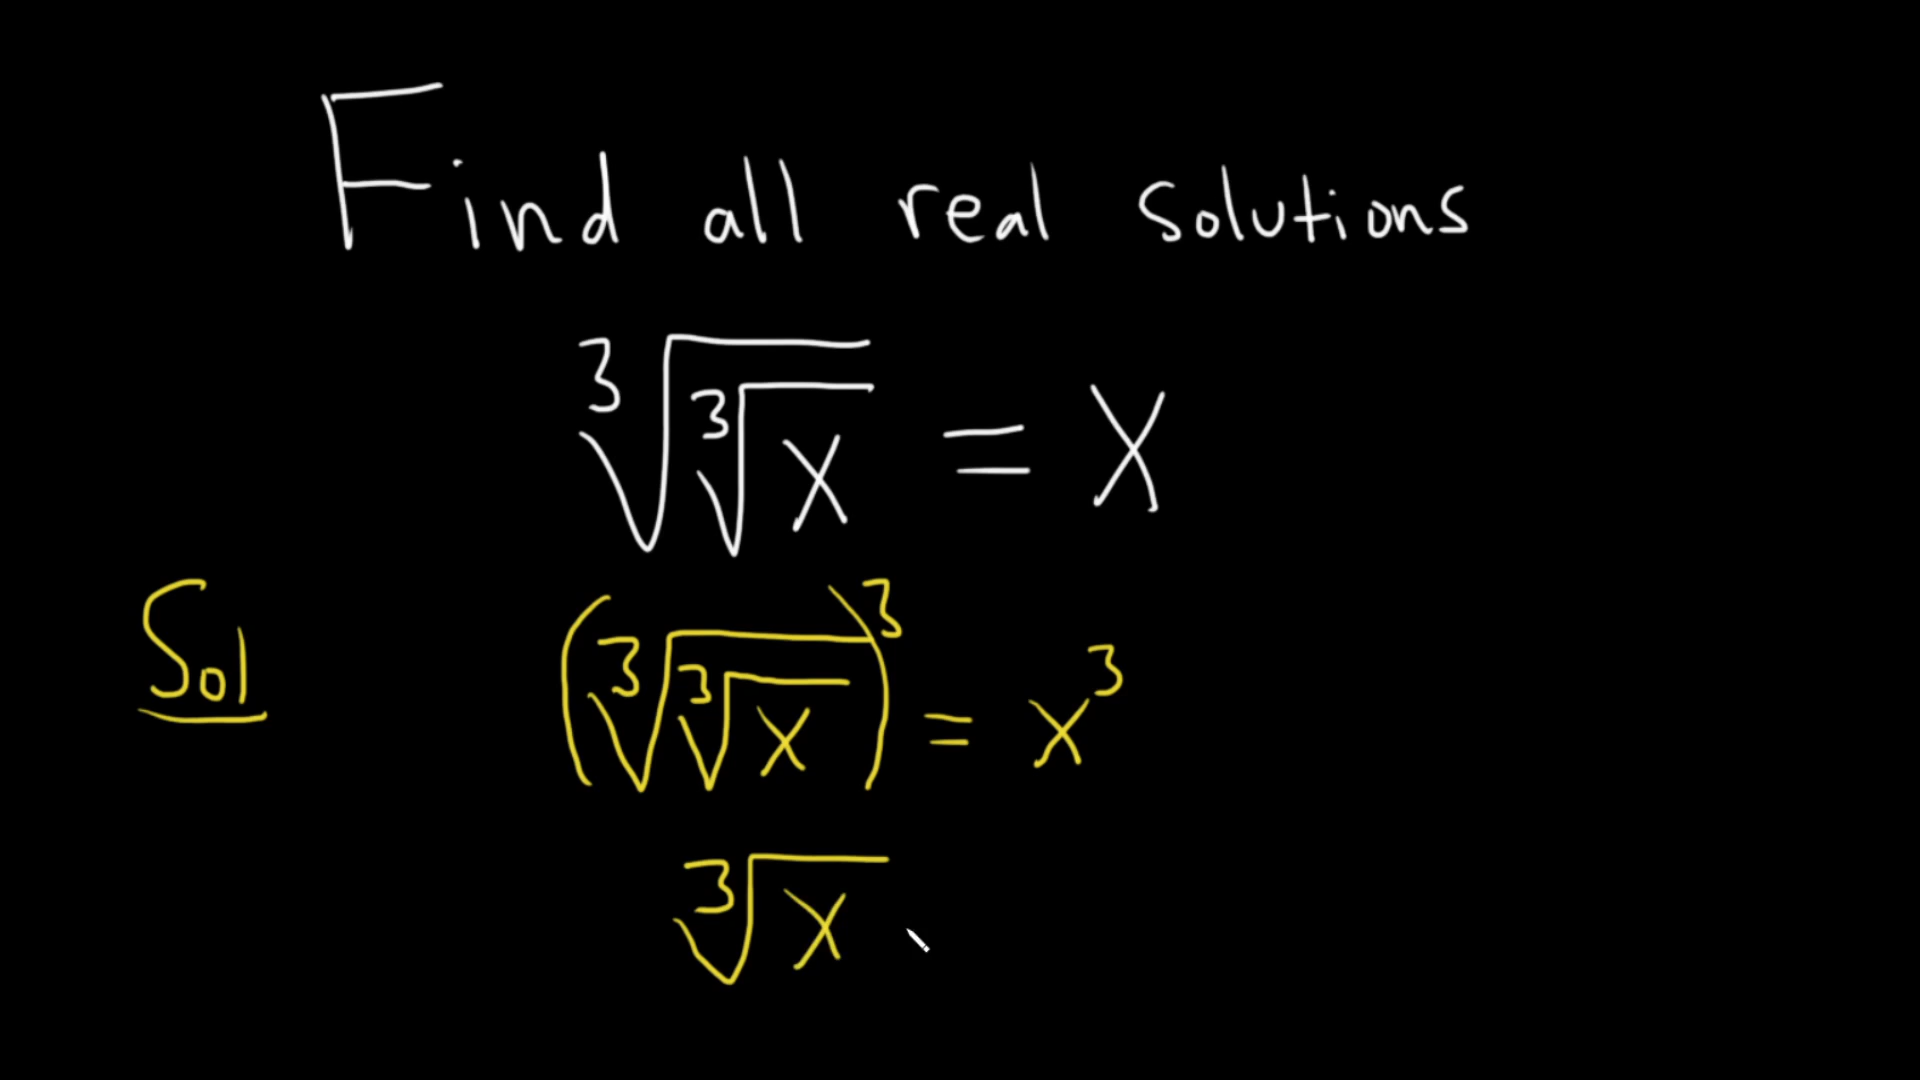 Find all real solutions
∛(∛x) = x
Sol
(∛(∛x))³ = x³
∛x